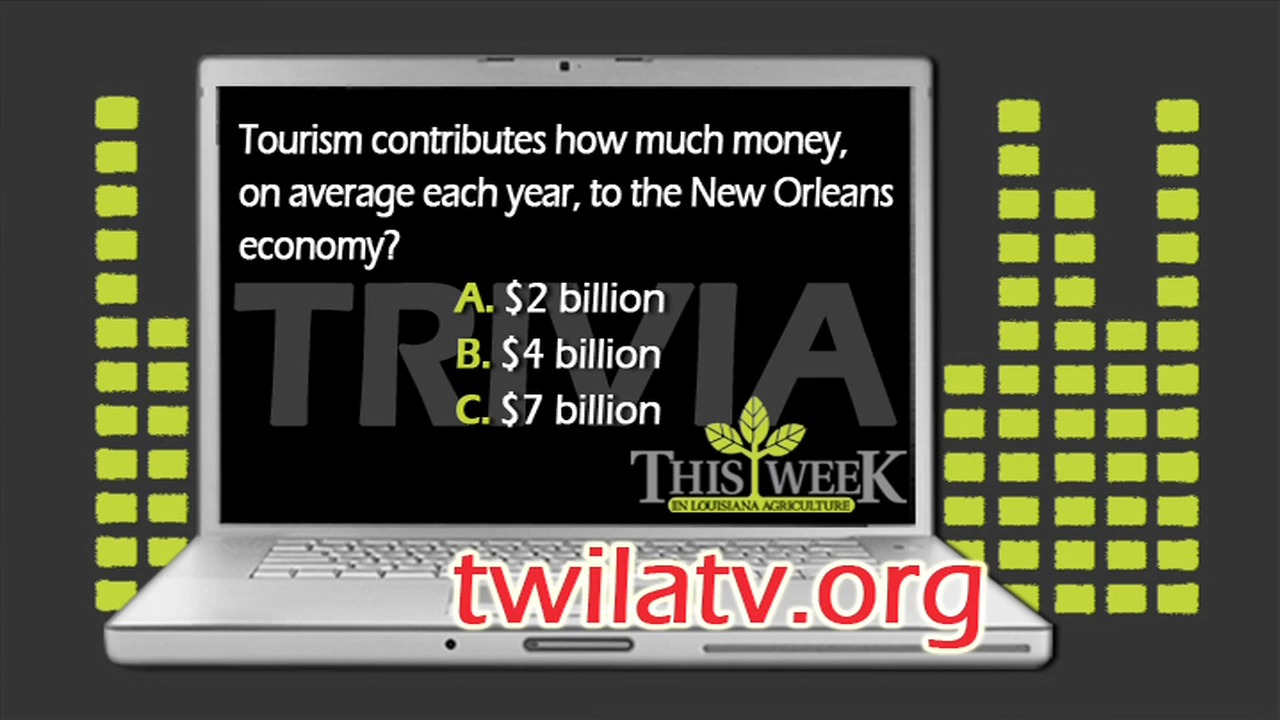 Tourism contributes how much money,
on average each year, to the New Orleans
economy?
TRIVIA
A. $2 billion
B. $4 billion
C. $7 billion
THIS WEEK
IN LOUISIANA AGRICULTURE
twilatv.org